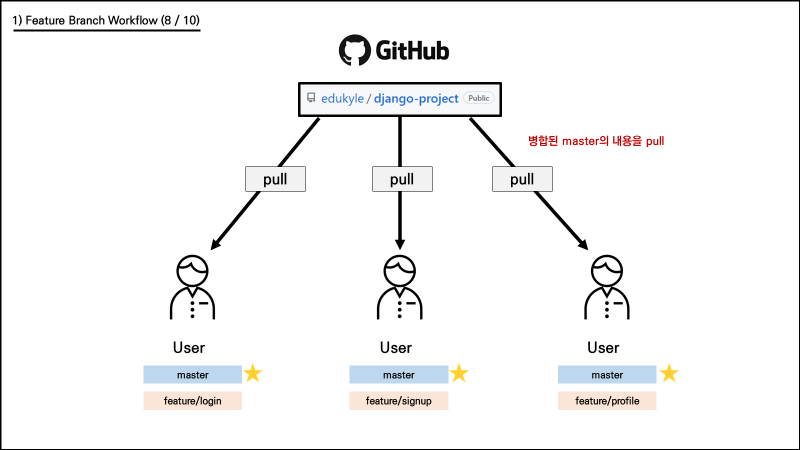 1) Feature Branch Workflow (8 / 10)
GitHub
edukyle / django-project Public
병합된 master의 내용을 pull
pull pull pull
User User User
master master master
feature/login feature/signup feature/profile